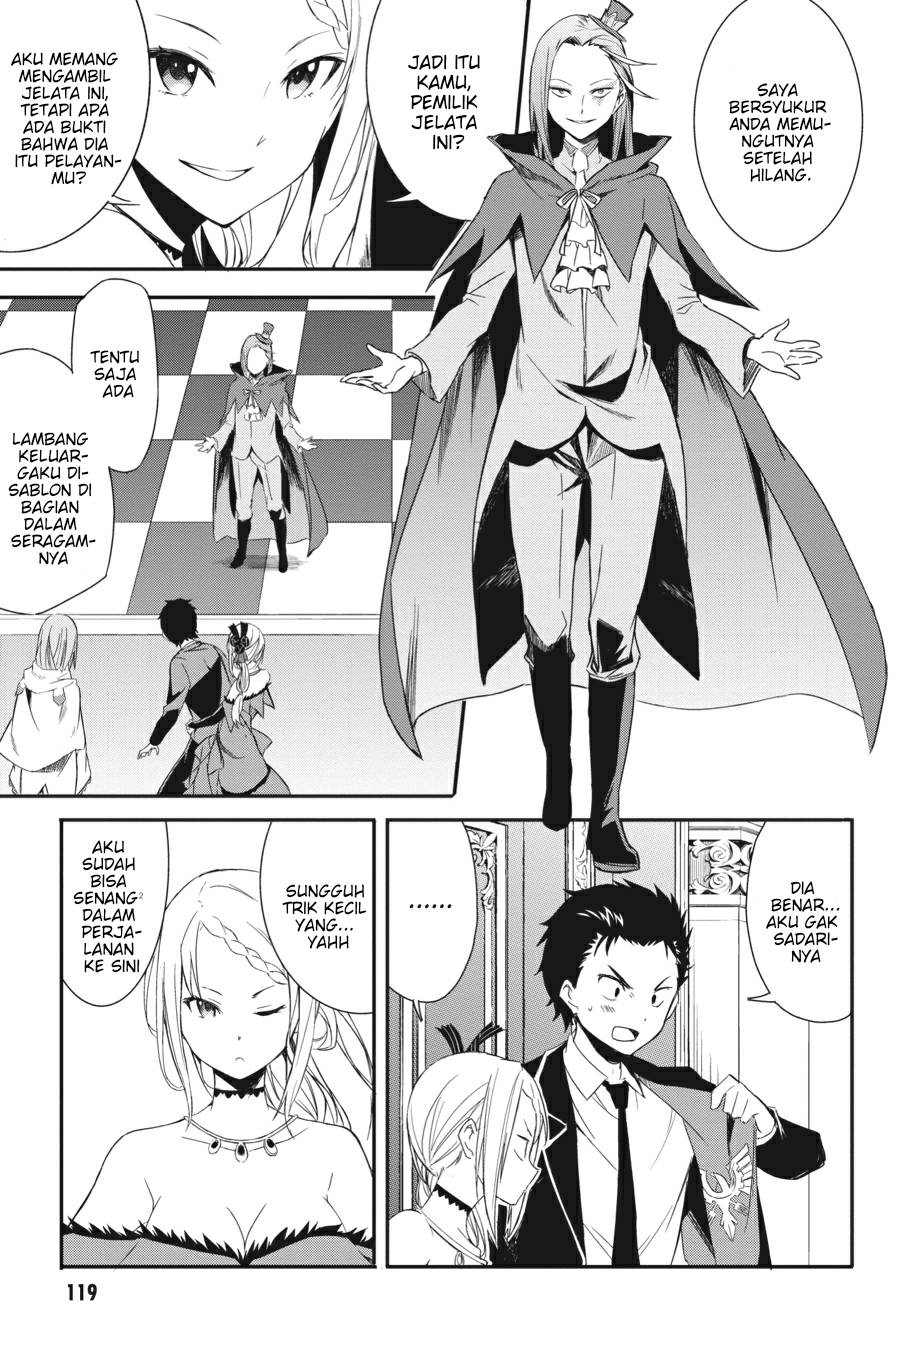 SAYA
BERSYUKUR
ANDA MEMU-
NGUTNYA
SETELAH
HILANG.
JADI ITU
KAMU,
PEMILIK
JELATA
INI?
AKU MEMANG
MENGAMBIL
JELATA INI,
TETAPI APA
ADA BUKTI
BAHWA DIA
ITU PELAYAN-
MU?
TENTU
SAJA
ADA
LAMBANG
KELUAR-
GAKU DI-
SABLON DI
BAGIAN
DALAM
SERAGAM-
NYA
DIA
BENAR...
AKU GAK
SADARI-
NYA
......
SUNGGUH
TRIK KECIL
YANG...
YAHH
AKU
SUDAH
BISA
SENANG²
DALAM
PERJA-
LANAN
KE SINI
119